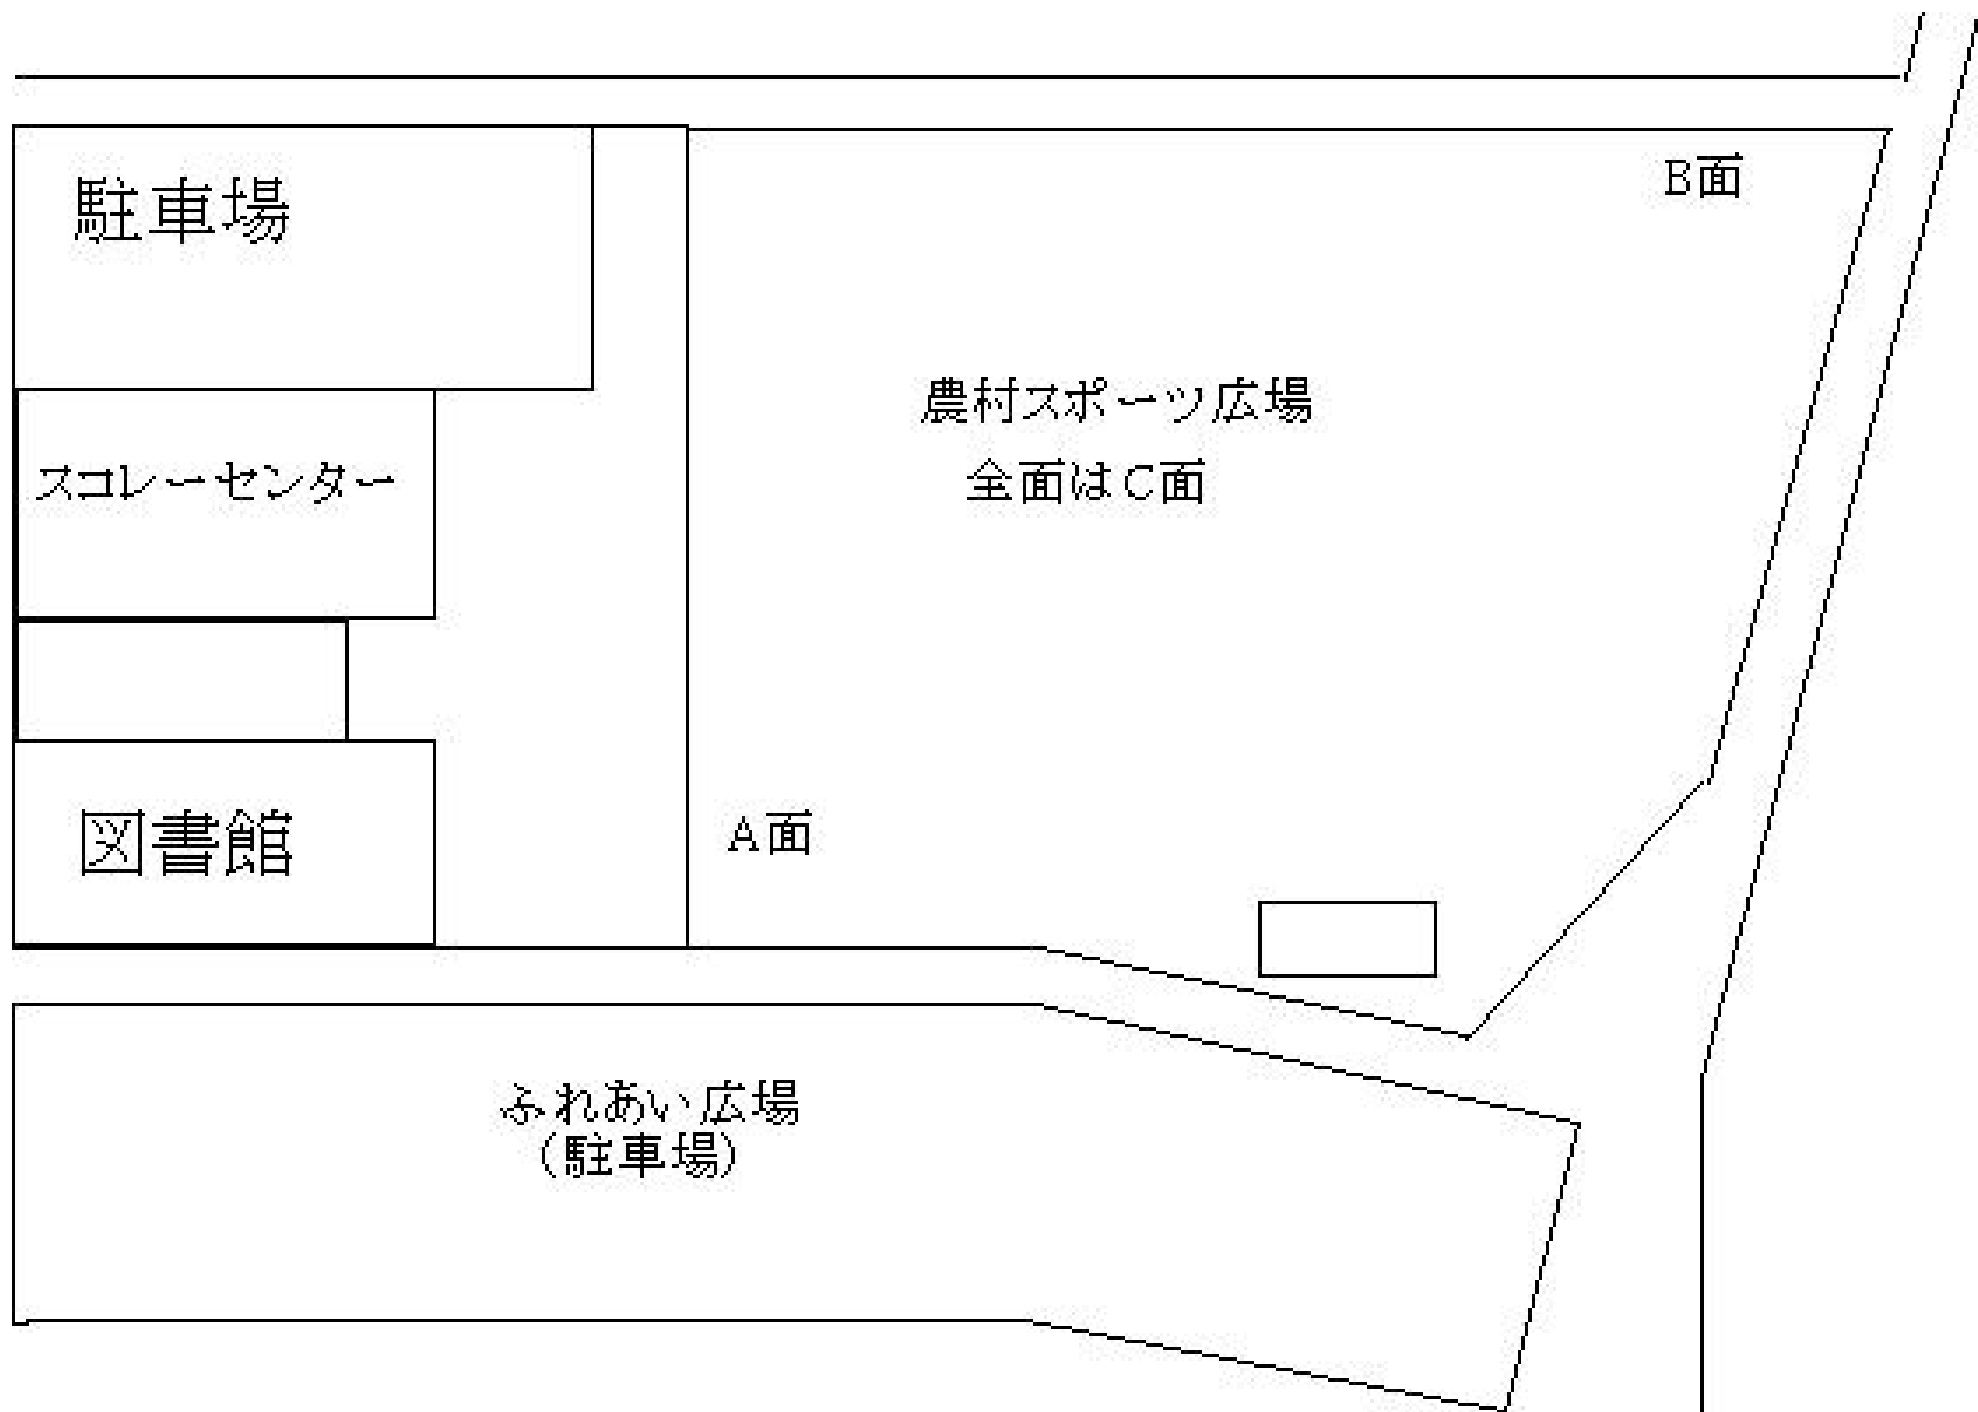 B面
駐車場
農村スポーツ広場
全面はC面
スコレーセンター
A面
図書館
ふれあい広場
(駐車場)